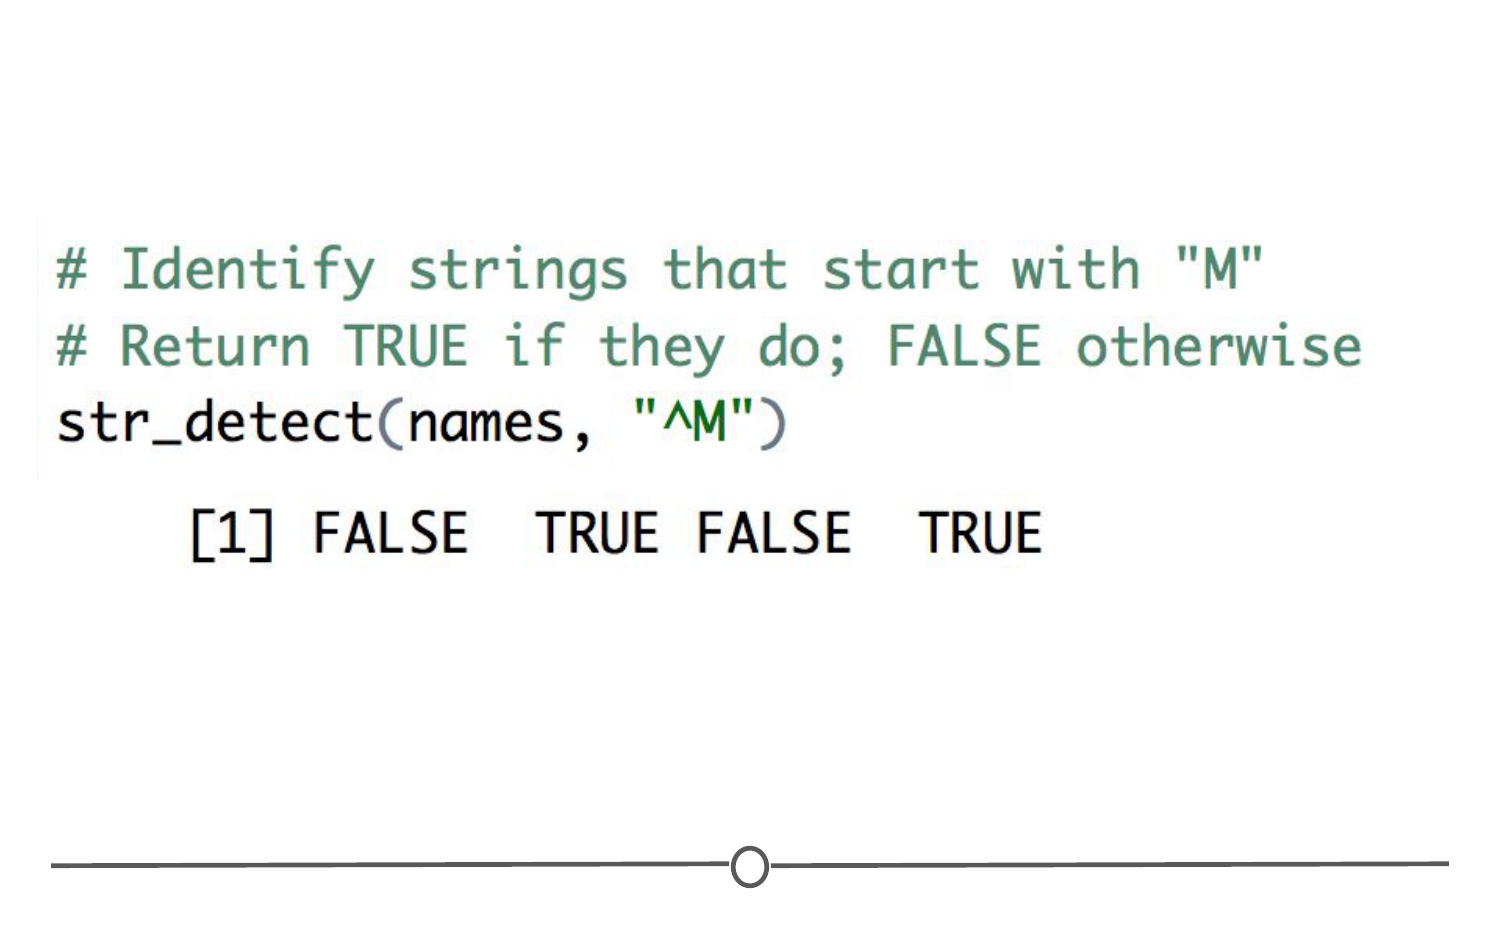 # Identify strings that start with "M"
# Return TRUE if they do; FALSE otherwise
str_detect(names, "^M")
[1] FALSE  TRUE FALSE  TRUE